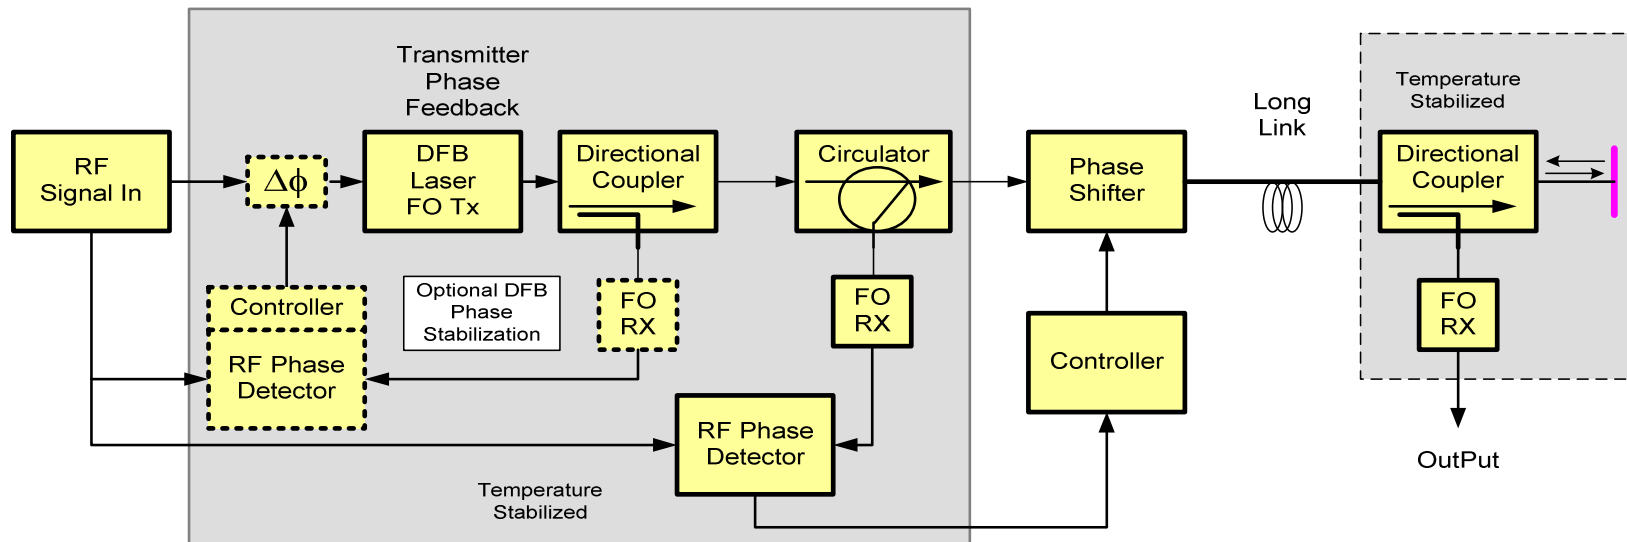 Transmitter
Phase
Feedback
Temperature
Stabilized
Long
Link
RF
Signal In
Δϕ
DFB
Laser
FO Tx
Directional
Coupler
Circulator
Phase
Shifter
Directional
Coupler
Controller
RF Phase
Detector
Optional DFB
Phase
Stabilization
FO
RX
FO
RX
Controller
FO
RX
RF Phase
Detector
OutPut
Temperature
Stabilized